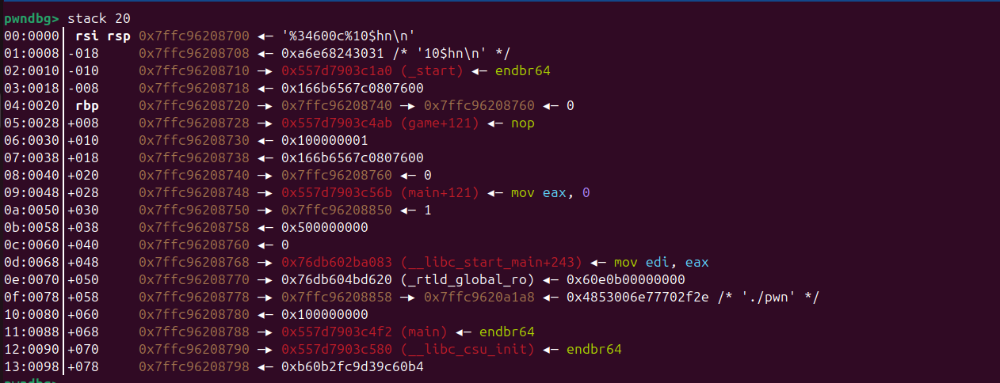 pwndbg> stack 20
00:0000│ rsi rsp 0x7ffc96208700 ◂— '%34600c%10$hn\n'
01:0008│-018     0x7ffc96208708 ◂— 0xa6e68243031 /* '10$hn\n' */
02:0010│-010     0x7ffc96208710 —▸ 0x557d7903c1a0 (_start) ◂— endbr64
03:0018│-008     0x7ffc96208718 ◂— 0x166b6567c0807600
04:0020│ rbp     0x7ffc96208720 —▸ 0x7ffc96208740 —▸ 0x7ffc96208760 ◂— 0
05:0028│+008     0x7ffc96208728 —▸ 0x557d7903c4ab (game+121) ◂— nop
06:0030│+010     0x7ffc96208730 ◂— 0x100000001
07:0038│+018     0x7ffc96208738 ◂— 0x166b6567c0807600
08:0040│+020     0x7ffc96208740 —▸ 0x7ffc96208760 ◂— 0
09:0048│+028     0x7ffc96208748 —▸ 0x557d7903c56b (main+121) ◂— mov eax, 0
0a:0050│+030     0x7ffc96208750 —▸ 0x7ffc96208850 ◂— 1
0b:0058│+038     0x7ffc96208758 ◂— 0x500000000
0c:0060│+040     0x7ffc96208760 ◂— 0
0d:0068│+048     0x7ffc96208768 —▸ 0x76db602ba083 (__libc_start_main+243) ◂— mov edi, eax
0e:0070│+050     0x7ffc96208770 —▸ 0x76db604bd620 (_rtld_global_ro) ◂— 0x60e0b00000000
0f:0078│+058     0x7ffc96208778 —▸ 0x7ffc96208858 —▸ 0x7ffc9620a1a8 ◂— 0x4853006e77702f2e /* './pwn' */
10:0080│+060     0x7ffc96208780 ◂— 0x100000000
11:0088│+068     0x7ffc96208788 —▸ 0x557d7903c4f2 (main) ◂— endbr64
12:0090│+070     0x7ffc96208790 —▸ 0x557d7903c580 (__libc_csu_init) ◂— endbr64
13:0098│+078     0x7ffc96208798 ◂— 0xb60b2fc9d39c60b4